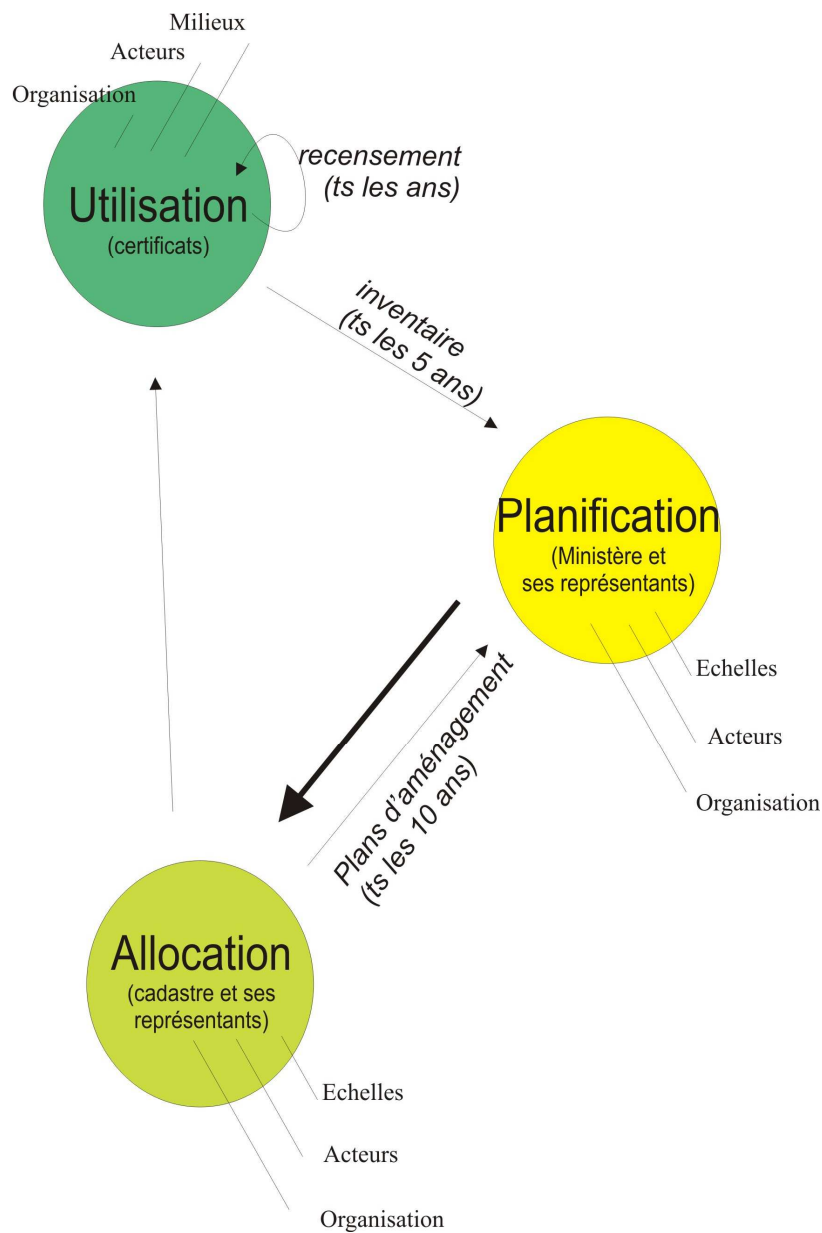 Milieux
Acteurs
Organisation
recensement
(ts les ans)
Utilisation
(certificats)
inventaire
(ts les 5 ans)
Planification
(Ministère et
ses représentants)
Echelles
Acteurs
Organisation
Plans d'aménagement
(ts les 10 ans)
Allocation
(cadastre et ses
représentants)
Echelles
Acteurs
Organisation